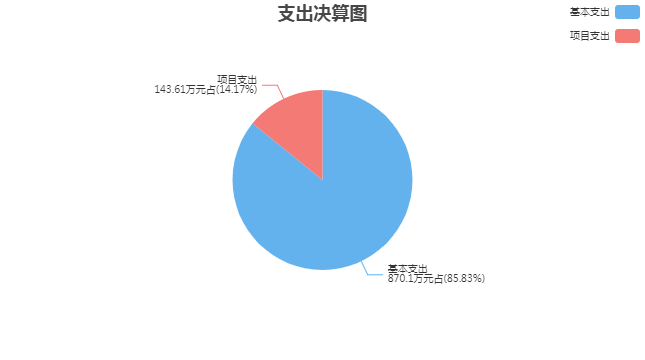 支出决算图
基本支出
项目支出
项目支出
143.61万元占(14.17%)
基本支出
870.1万元占(85.83%)